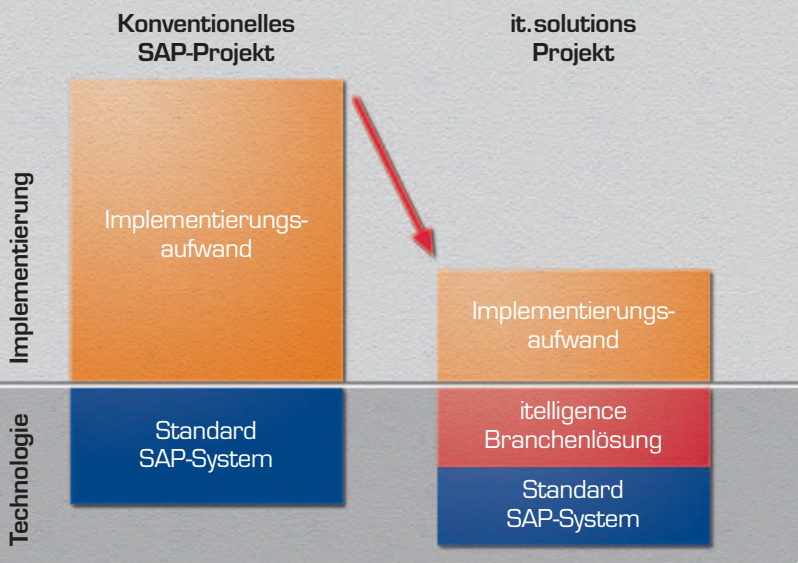 Konventionelles
SAP-Projekt
it.solutions
Projekt
Implementierung
Implementierungs-
aufwand
Implementierungs-
aufwand
Technologie
Standard
SAP-System
itelligence
Branchenlösung
Standard
SAP-System